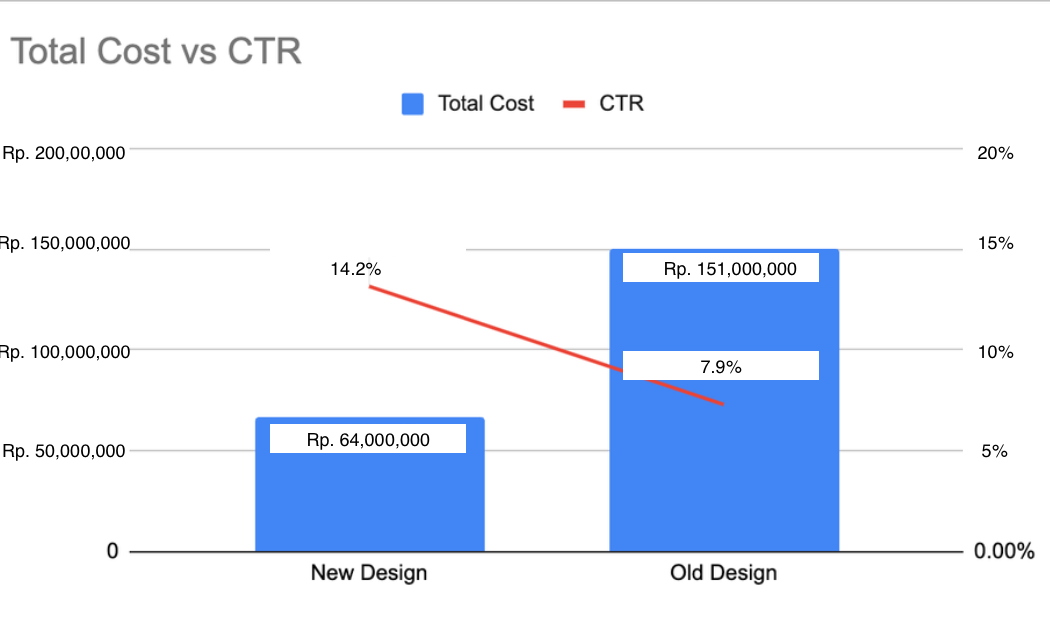 Total Cost vs CTR
Total Cost
CTR
Rp. 200,00,000
20%
Rp. 150,000,000
15%
14.2%
Rp. 151,000,000
Rp. 100,000,000
10%
7.9%
Rp. 64,000,000
Rp. 50,000,000
5%
0
0.00%
New Design
Old Design